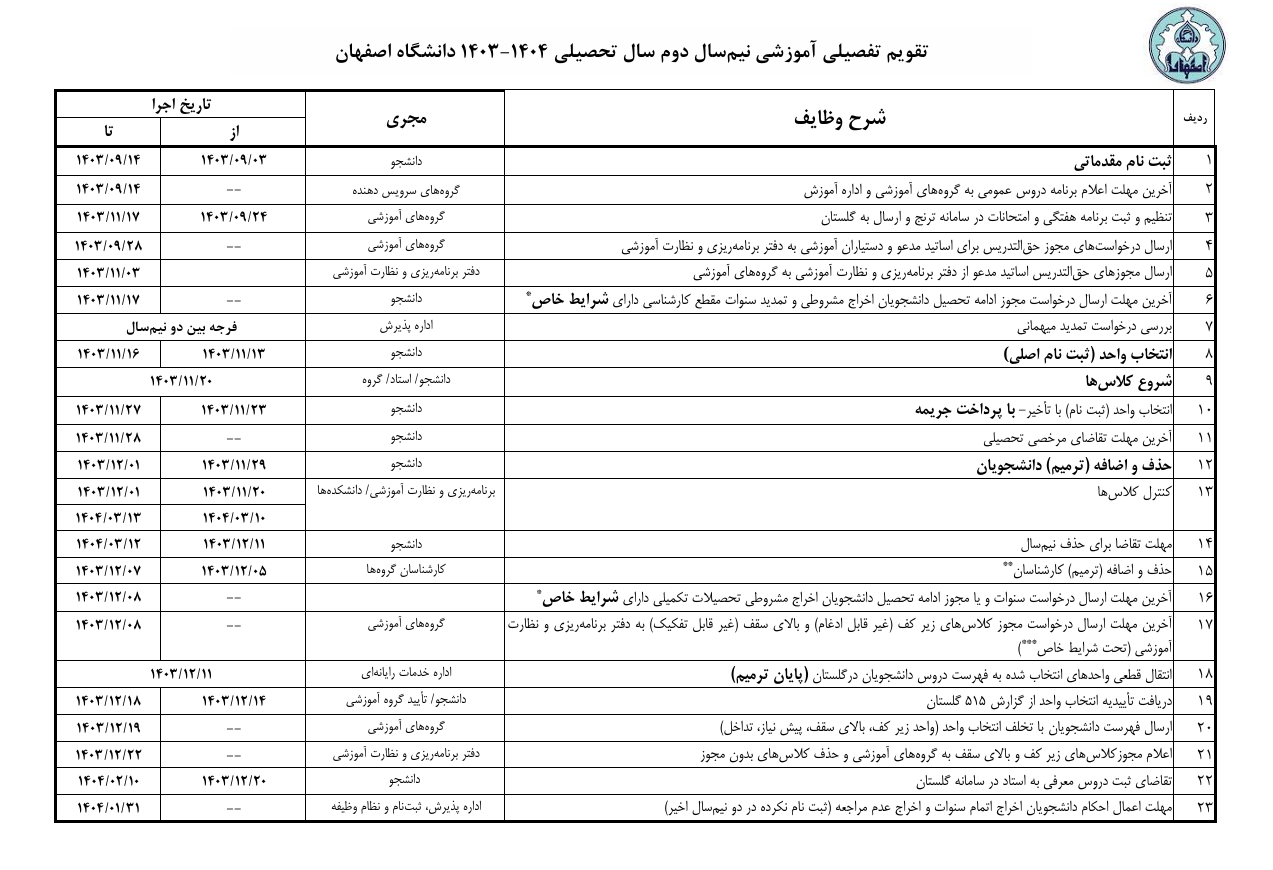 دانشگاه اصفهان
تقویم تفصیلی آموزشی نیم‌سال دوم سال تحصیلی ۱۴۰۴-۱۴۰۳ دانشگاه اصفهان
ردیف شرح وظایف مجری تاریخ اجرا
از تا
۱ ثبت نام مقدماتی دانشجو ۱۴۰۳/۰۹/۰۳ ۱۴۰۳/۰۹/۱۴
۲ آخرین مهلت اعلام برنامه دروس عمومی به گروه‌های آموزشی و اداره آموزش گروه‌های سرویس دهنده -- ۱۴۰۳/۰۹/۱۴
۳ تنظیم و ثبت برنامه هفتگی و امتحانات در سامانه ترنج و ارسال به گلستان گروه‌های آموزشی ۱۴۰۳/۰۹/۲۴ ۱۴۰۳/۱۱/۱۷
۴ ارسال درخواست‌های مجوز حق‌التدریس برای اساتید مدعو و دستیاران آموزشی به دفتر برنامه‌ریزی و نظارت آموزشی گروه‌های آموزشی -- ۱۴۰۳/۰۹/۲۸
۵ ارسال مجوزهای حق‌التدریس اساتید مدعو از دفتر برنامه‌ریزی و نظارت آموزشی به گروه‌های آموزشی دفتر برنامه‌ریزی و نظارت آموزشی -- ۱۴۰۳/۱۱/۰۳
۶ آخرین مهلت ارسال درخواست مجوز ادامه تحصیل دانشجویان اخراج مشروطی و تمدید سنوات مقطع کارشناسی دارای شرایط خاص* دانشجو -- ۱۴۰۳/۱۱/۱۷
۷ بررسی درخواست تمدید میهمانی اداره پذیرش فرجه بین دو نیم‌سال
۸ انتخاب واحد (ثبت نام اصلی) دانشجو ۱۴۰۳/۱۱/۱۳ ۱۴۰۳/۱۱/۱۶
۹ شروع کلاس‌ها دانشجو/ استاد/ گروه ۱۴۰۳/۱۱/۲۰
۱۰ انتخاب واحد (ثبت نام) با تأخیر- با پرداخت جریمه دانشجو ۱۴۰۳/۱۱/۲۳ ۱۴۰۳/۱۱/۲۷
۱۱ آخرین مهلت تقاضای مرخصی تحصیلی دانشجو -- ۱۴۰۳/۱۱/۲۸
۱۲ حذف و اضافه (ترمیم) دانشجویان دانشجو ۱۴۰۳/۱۱/۲۹ ۱۴۰۳/۱۲/۰۱
۱۳ کنترل کلاس‌ها برنامه‌ریزی و نظارت آموزشی/ دانشکده‌ها ۱۴۰۳/۱۱/۲۰ ۱۴۰۳/۱۲/۰۱
۱۴۰۴/۰۳/۱۰ ۱۴۰۴/۰۳/۱۳
۱۴ مهلت تقاضا برای حذف نیم‌سال دانشجو ۱۴۰۳/۱۲/۱۱ ۱۴۰۴/۰۳/۱۲
۱۵ حذف و اضافه (ترمیم) کارشناسان** کارشناسان گروه‌ها ۱۴۰۳/۱۲/۰۵ ۱۴۰۳/۱۲/۰۷
۱۶ آخرین مهلت ارسال درخواست سنوات و یا مجوز ادامه تحصیل دانشجویان اخراج مشروطی تحصیلات تکمیلی دارای شرایط خاص* -- ۱۴۰۳/۱۲/۰۸
۱۷ آخرین مهلت ارسال درخواست مجوز کلاس‌های زیر کف (غیر قابل ادغام) و بالای سقف (غیر قابل تفکیک) به دفتر برنامه‌ریزی و نظارت گروه‌های آموزشی -- ۱۴۰۳/۱۲/۰۸
آموزشی (تحت شرایط خاص***)
۱۸ انتقال قطعی واحدهای انتخاب شده به فهرست دروس دانشجویان درگلستان (پایان ترمیم) اداره خدمات رایانه‌ای ۱۴۰۳/۱۲/۱۱
۱۹ دریافت تأییدیه انتخاب واحد از گزارش ۵۱۵ گلستان دانشجو/ تأیید گروه آموزشی ۱۴۰۳/۱۲/۱۴ ۱۴۰۳/۱۲/۱۸
۲۰ ارسال فهرست دانشجویان با تخلف انتخاب واحد (واحد زیر کف، بالای سقف، پیش نیاز، تداخل) گروه‌های آموزشی -- ۱۴۰۳/۱۲/۱۹
۲۱ اعلام مجوزکلاس‌های زیر کف و بالای سقف به گروه‌های آموزشی و حذف کلاس‌های بدون مجوز دفتر برنامه‌ریزی و نظارت آموزشی -- ۱۴۰۳/۱۲/۲۲
۲۲ تقاضای ثبت دروس معرفی به استاد در سامانه گلستان دانشجو ۱۴۰۳/۱۲/۲۰ ۱۴۰۴/۰۲/۱۰
۲۳ مهلت اعمال احکام دانشجویان اخراج اتمام سنوات و اخراج عدم مراجعه (ثبت نام نکرده در دو نیم‌سال اخیر) اداره پذیرش، ثبت‌نام و نظام وظیفه -- ۱۴۰۴/۰۱/۳۱